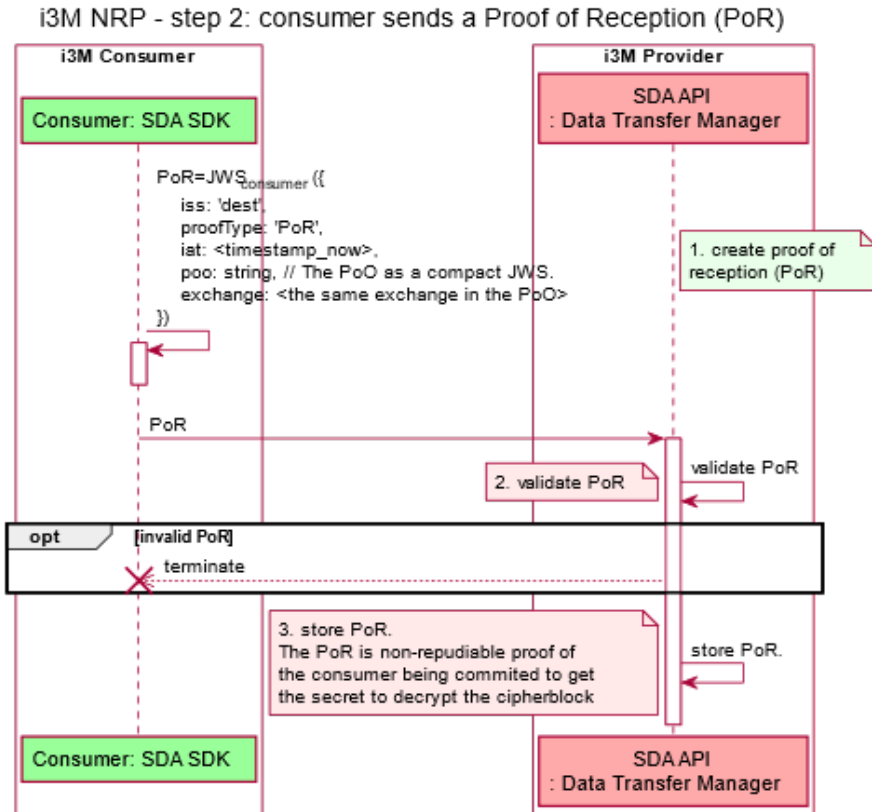 i3M NRP - step 2: consumer sends a Proof of Reception (PoR)
i3M Consumer
i3M Provider
Consumer: SDA SDK
SDA API
: Data Transfer Manager
PoR=JWSconsumer ({
iss: 'dest',
proofType: 'PoR',
iat: <timestamp_now>,
poo: string, // The PoO as a compact JWS.
exchange: <the same exchange in the PoO>
})
1. create proof of
reception (PoR)
PoR
validate PoR
2. validate PoR
opt
[invalid PoR]
terminate
3. store PoR.
The PoR is non-repudiable proof of
the consumer being commited to get
the secret to decrypt the cipherblock
store PoR.
Consumer: SDA SDK
SDA API
: Data Transfer Manager